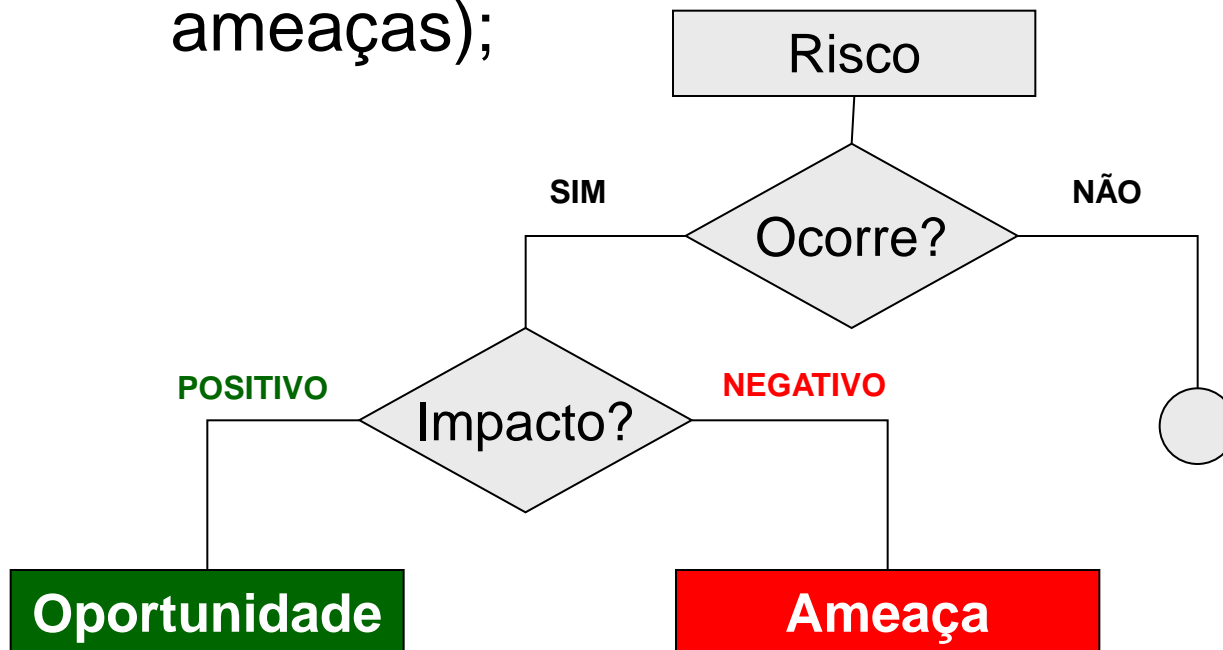 ameaças);
Risco
SIM
NÃO
Ocorre?
POSITIVO
NEGATIVO
Impacto?
Oportunidade
Ameaça